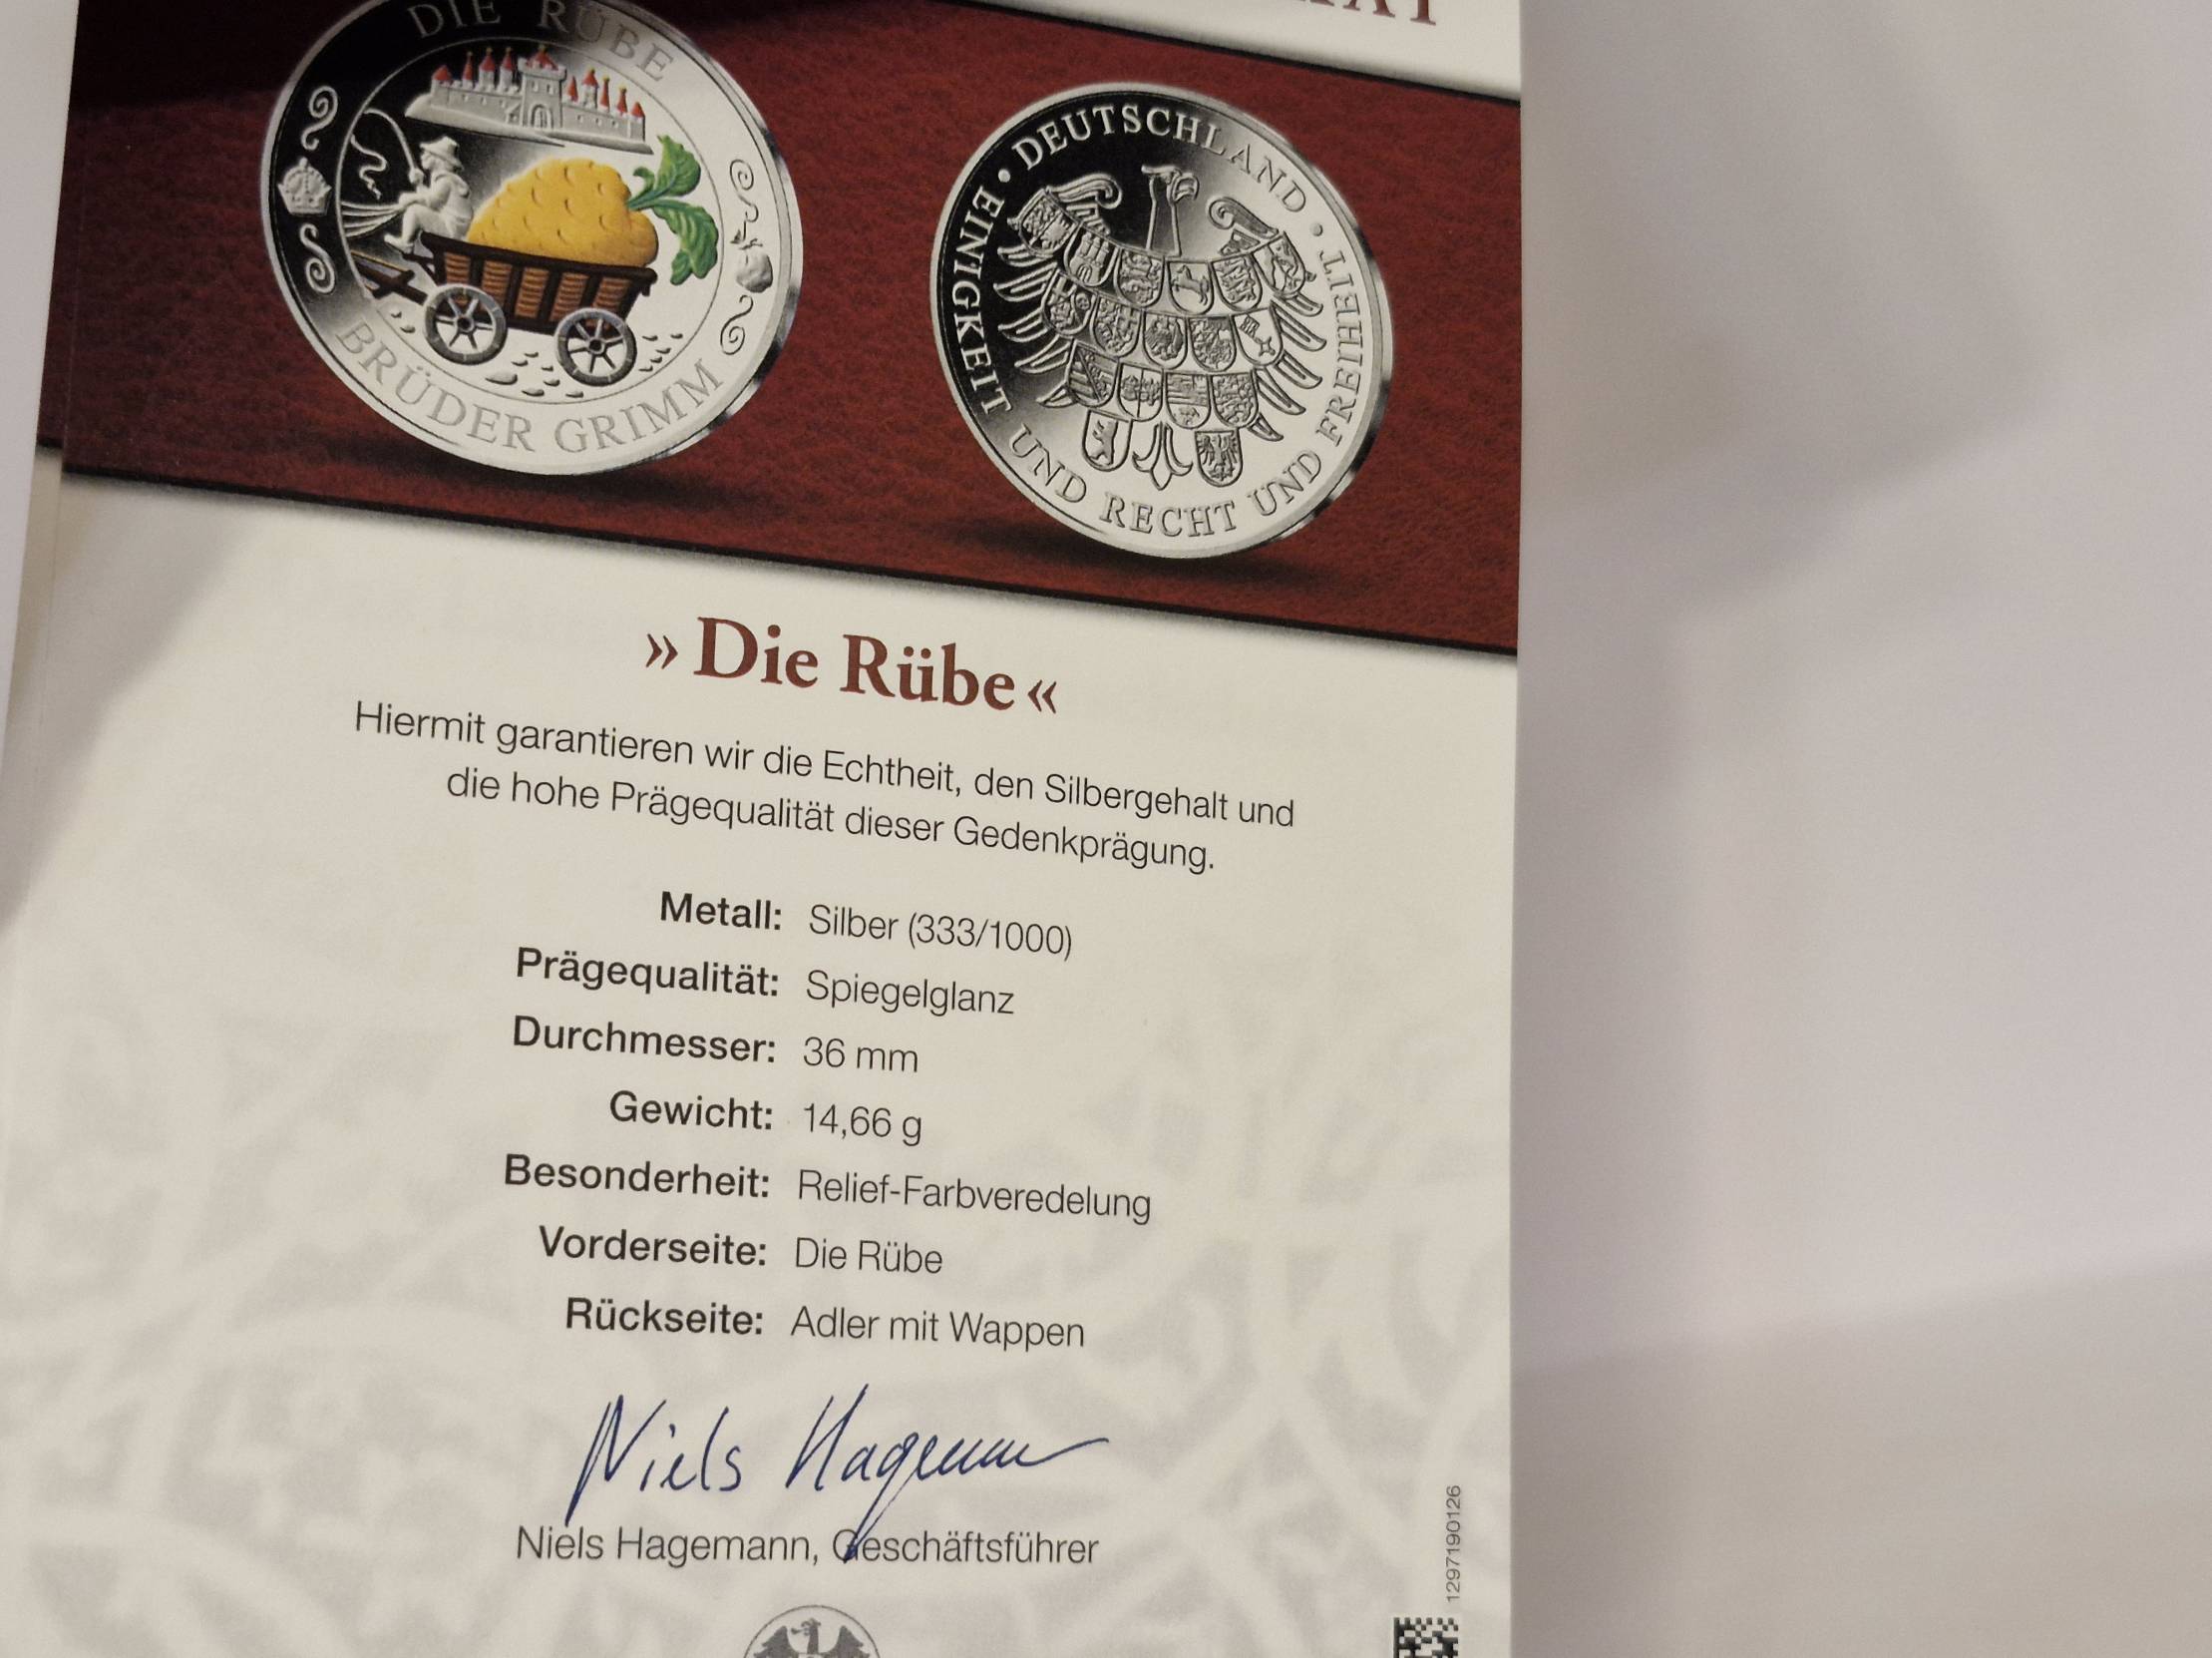 DIE RÜBE
BRÜDER GRIMM
EINIGKEIT • DEUTSCHLAND •
UND RECHT UND FREIHEIT
» Die Rübe «
Hiermit garantieren wir die Echtheit, den Silbergehalt und
die hohe Prägequalität dieser Gedenkprägung.
Metall: Silber (333/1000)
Prägequalität: Spiegelglanz
Durchmesser: 36 mm
Gewicht: 14,66 g
Besonderheit: Relief-Farbveredelung
Vorderseite: Die Rübe
Rückseite: Adler mit Wappen
Niels Hagemann
Niels Hagemann, Geschäftsführer
1297190126